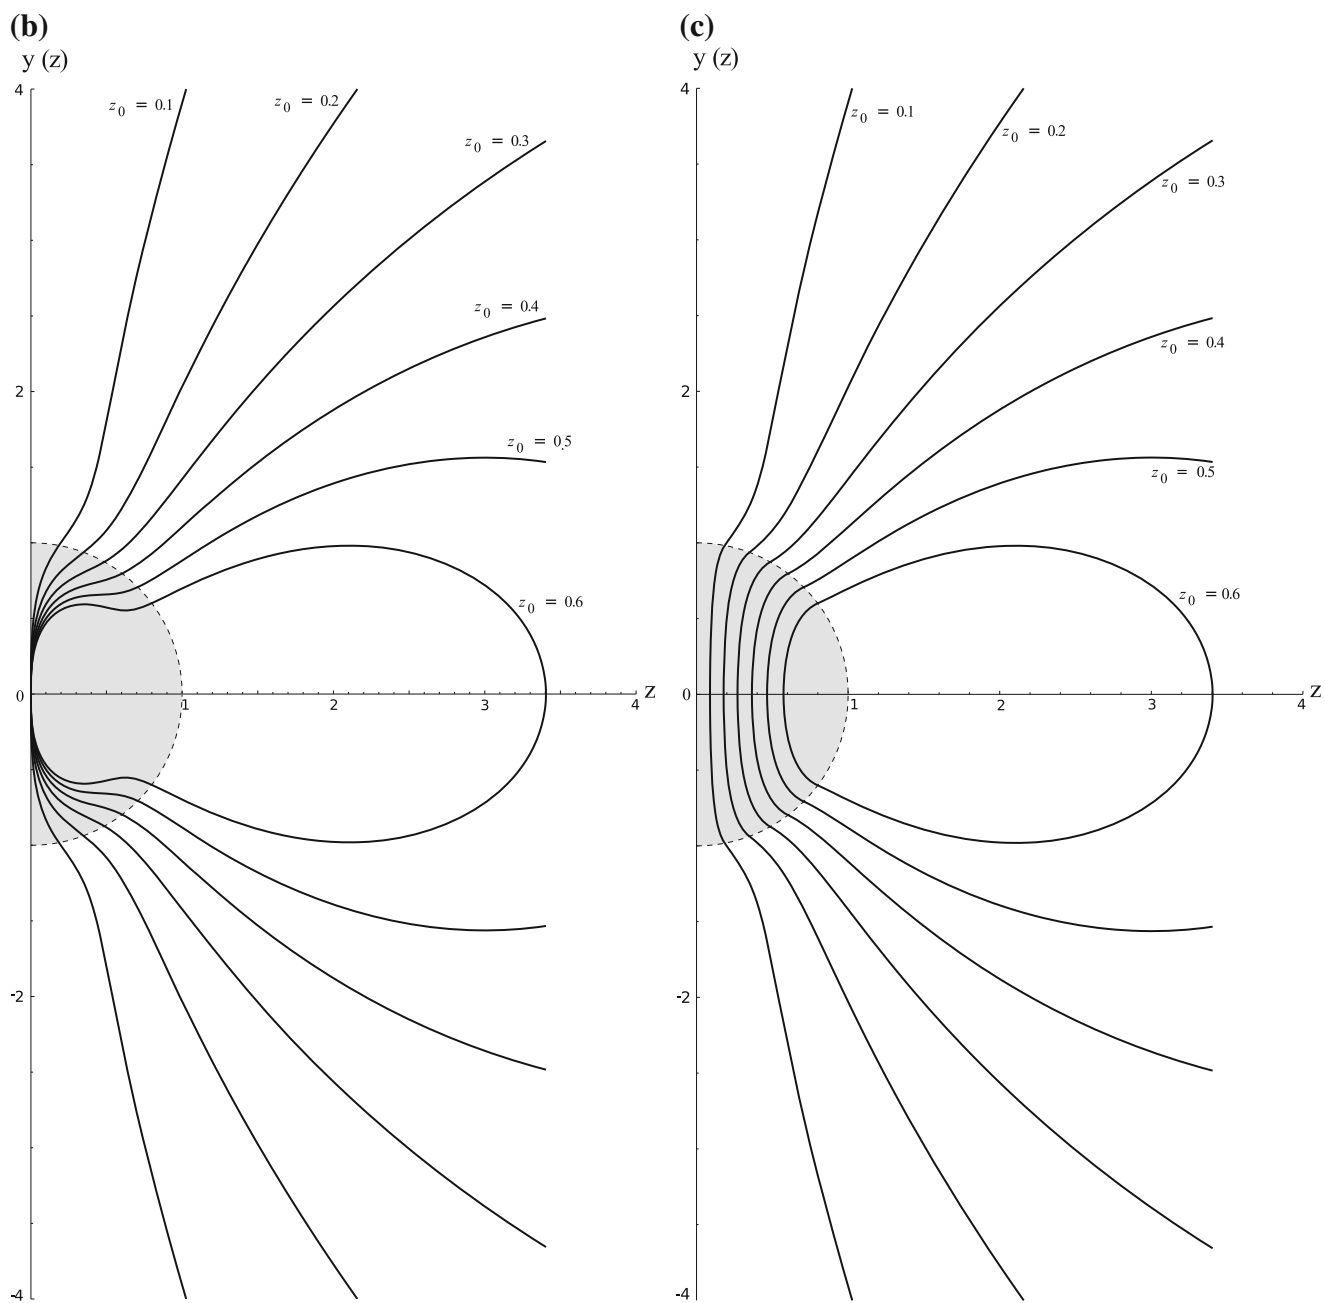 (b)
y (z)
4
z0 = 0.1
z0 = 0.2
z0 = 0.3
z0 = 0.4
2
z0 = 0.5
z0 = 0.6
0
1
2
3
4
z
-2
-4
(c)
y (z)
4
z0 = 0.1
z0 = 0.2
z0 = 0.3
z0 = 0.4
2
z0 = 0.5
z0 = 0.6
0
1
2
3
4
z
-2
-4